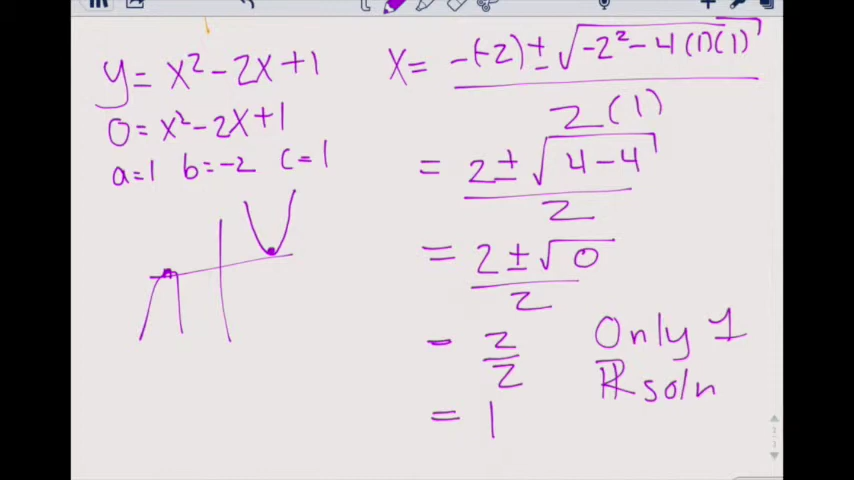 y = x² - 2x + 1
0 = x² - 2x + 1
a = 1 b = -2 c = 1
x = -(-2) ± √-2² - 4(1)(1)
2(1)
= 2 ± √4 - 4
2
= 2 ± √0
2
= 2
2
= 1
Only 1
ℝ soln